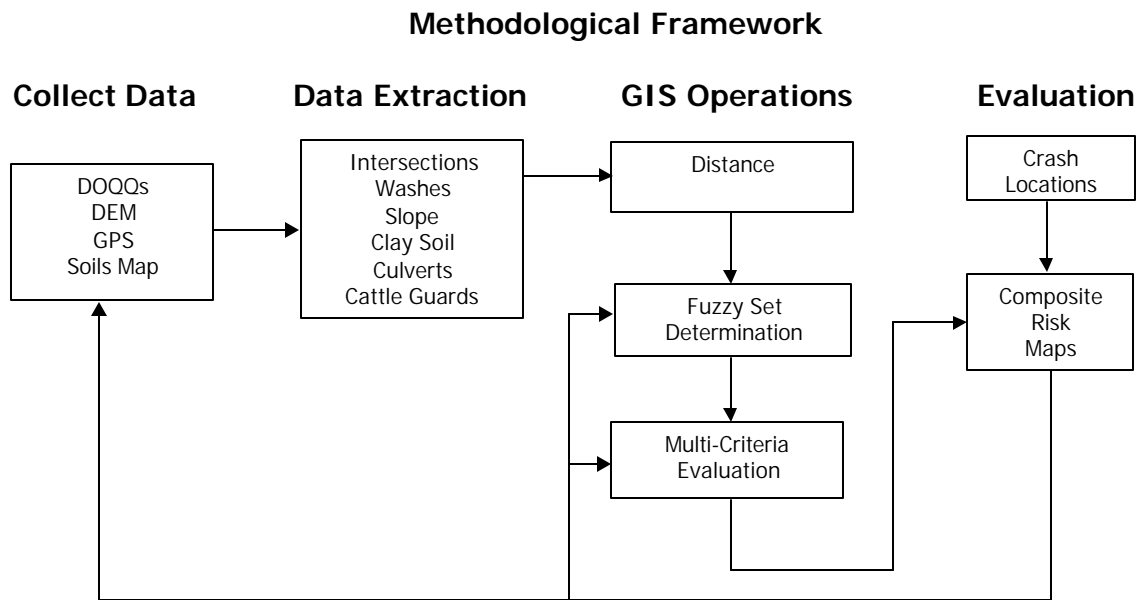 Methodological Framework
Collect Data
Data Extraction
GIS Operations
Evaluation
DOQQs
DEM
GPS
Soils Map
Intersections
Washes
Slope
Clay Soil
Culverts
Cattle Guards
Distance
Fuzzy Set
Determination
Multi-Criteria
Evaluation
Crash
Locations
Composite
Risk
Maps